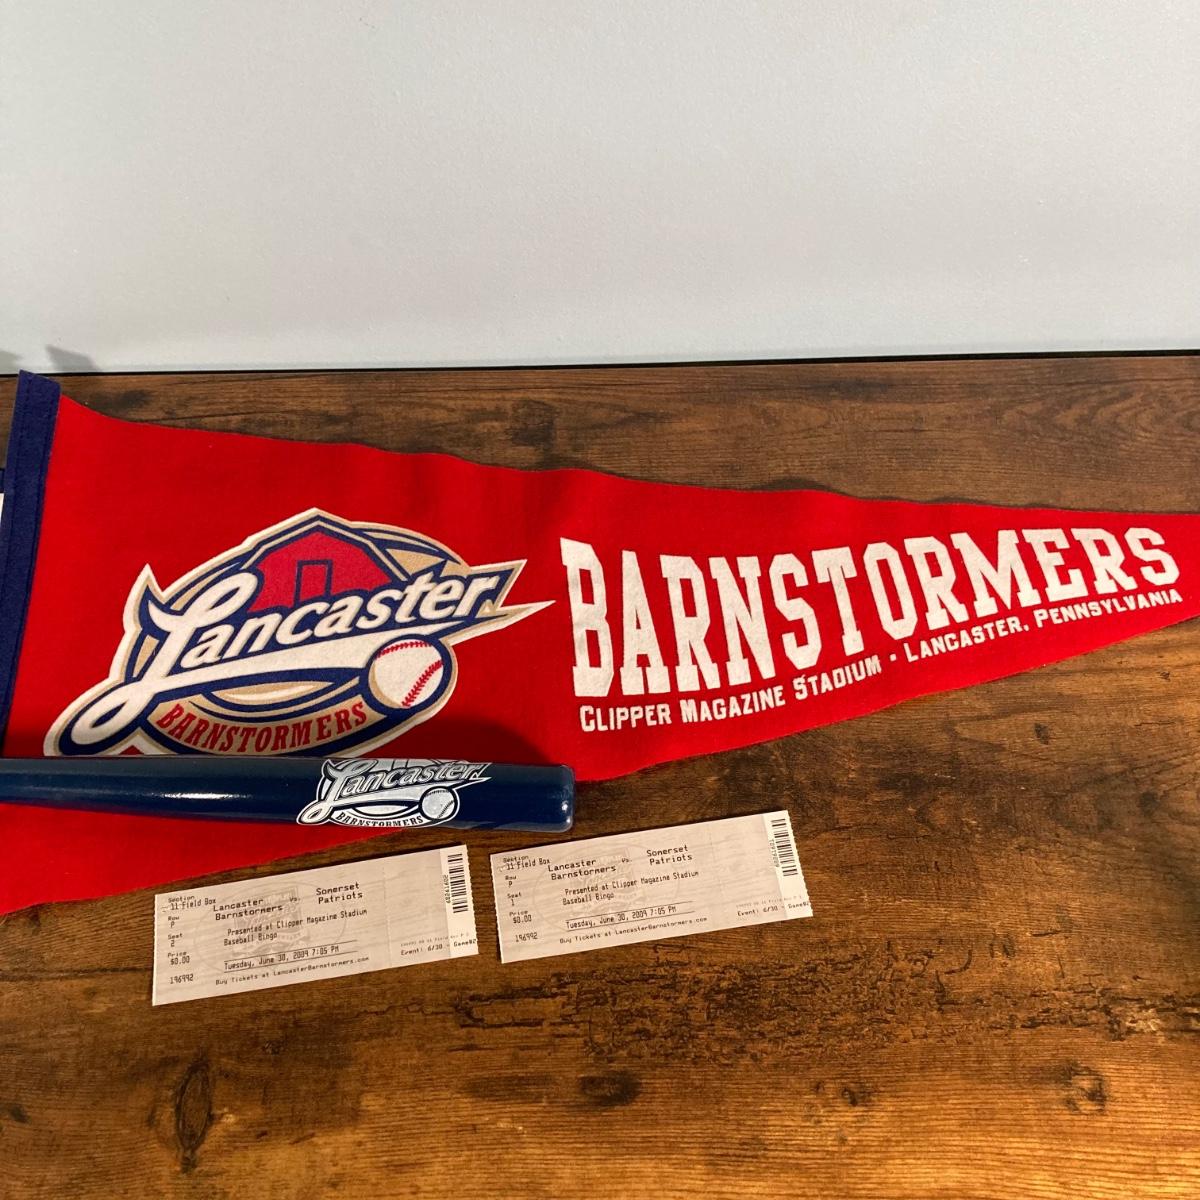 Lancaster
BARNSTORMERS
BARNSTORMERS
CLIPPER MAGAZINE STADIUM • LANCASTER, PENNSYLVANIA
Lancaster
BARNSTORMERS
Section
11 Field Box
Row
P
Seat
2
Price
$0.00
196992
Lancaster
Barnstormers
vs.
Somerset
Patriots
Presented at Clipper Magazine Stadium
Baseball Bingo
Tuesday, June 30, 2009 7:05 PM
Buy Tickets at LancasterBarnstormers.com
Event: 6/30 - Game#2
Section
11 Field Box
Row
P
Seat
1
Price
$0.00
196992
Lancaster
Barnstormers
vs.
Somerset
Patriots
Presented at Clipper Magazine Stadium
Baseball Bingo
Tuesday, June 30, 2009 7:05 PM
Buy Tickets at LancasterBarnstormers.com
Event: 6/30 - Game#2